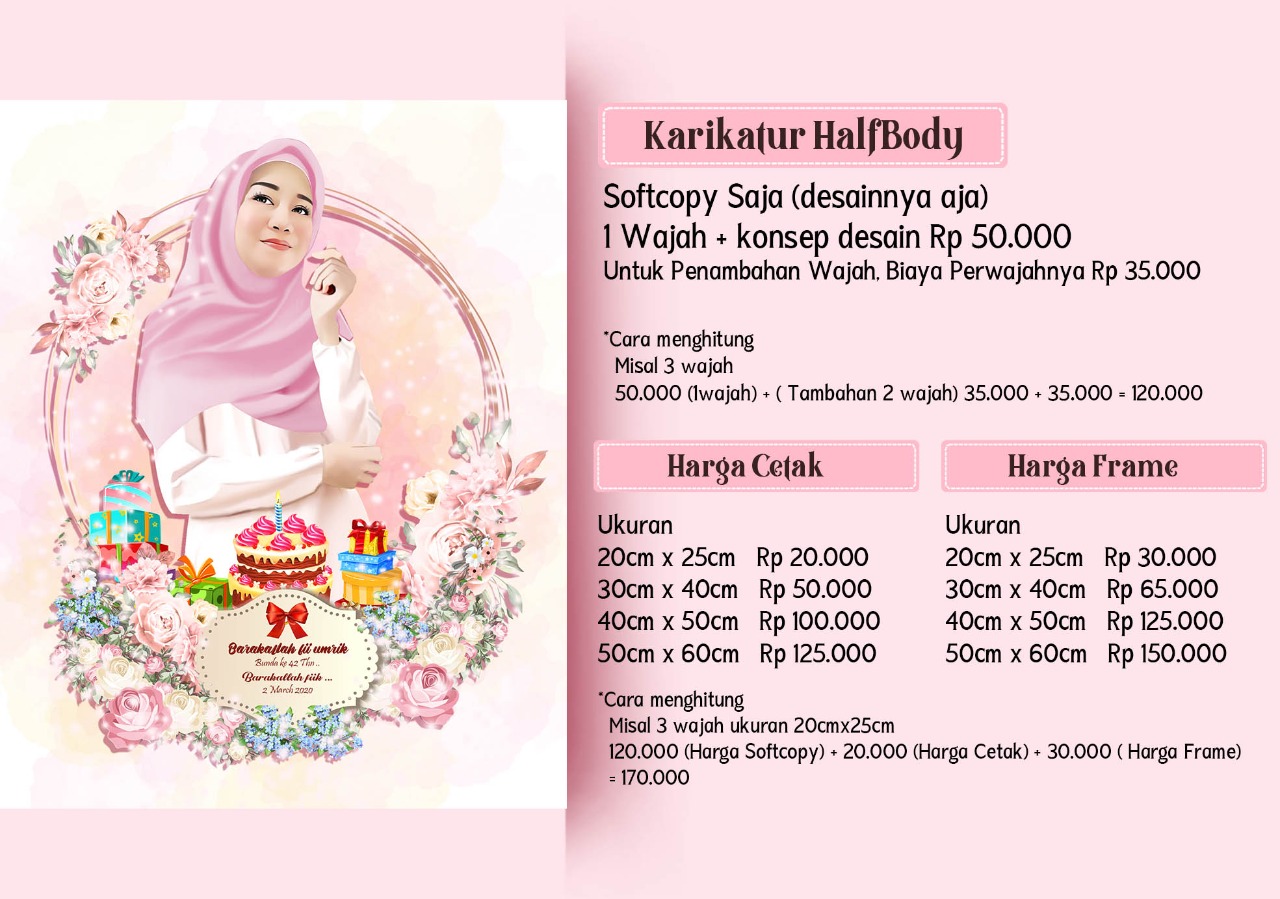 Karikatur HalfBody
Softcopy Saja (desainnya aja)
1 Wajah + konsep desain Rp 50.000
Untuk Penambahan Wajah, Biaya Perwajahnya Rp 35.000
*Cara menghitung
Misal 3 wajah
50.000 (1wajah) + ( Tambahan 2 wajah) 35.000 + 35.000 = 120.000
Harga Cetak
Ukuran
20cm x 25cm Rp 20.000
30cm x 40cm Rp 50.000
40cm x 50cm Rp 100.000
50cm x 60cm Rp 125.000
Harga Frame
Ukuran
20cm x 25cm Rp 30.000
30cm x 40cm Rp 65.000
40cm x 50cm Rp 125.000
50cm x 60cm Rp 150.000
*Cara menghitung
Misal 3 wajah ukuran 20cmx25cm
120.000 (Harga Softcopy) + 20.000 (Harga Cetak) + 30.000 ( Harga Frame)
= 170.000
Barakallah fii umrik
Bunda ke 42 Thn ..
Barakallah fiik ...
2 March 2020